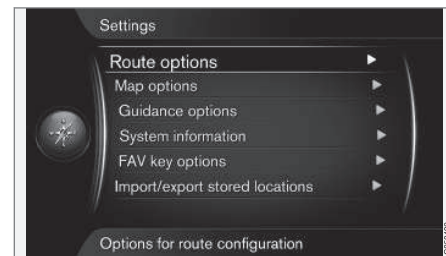 Settings
Route options
Map options
Guidance options
System information
FAV key options
Import/export stored locations
Options for route configuration